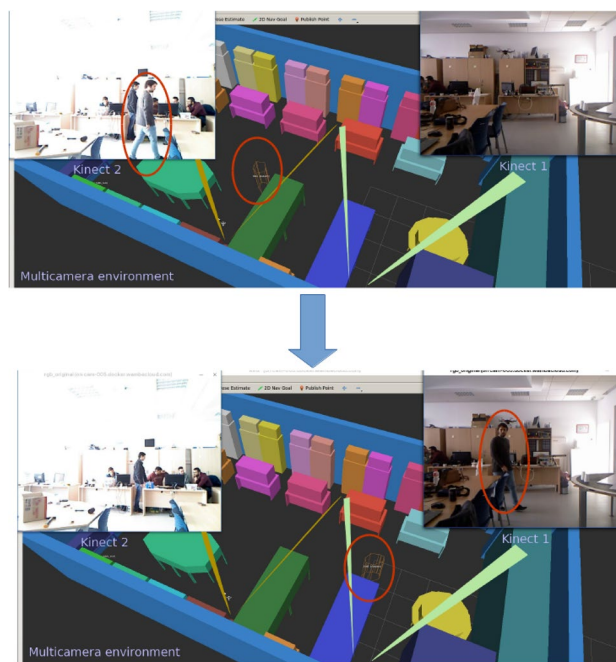 2D Nav Goal
Publish Point
Kinect 2
Kinect 1
Multicamera environment
2D Nav Goal
Publish Point
Kinect 2
Kinect 1
Multicamera environment